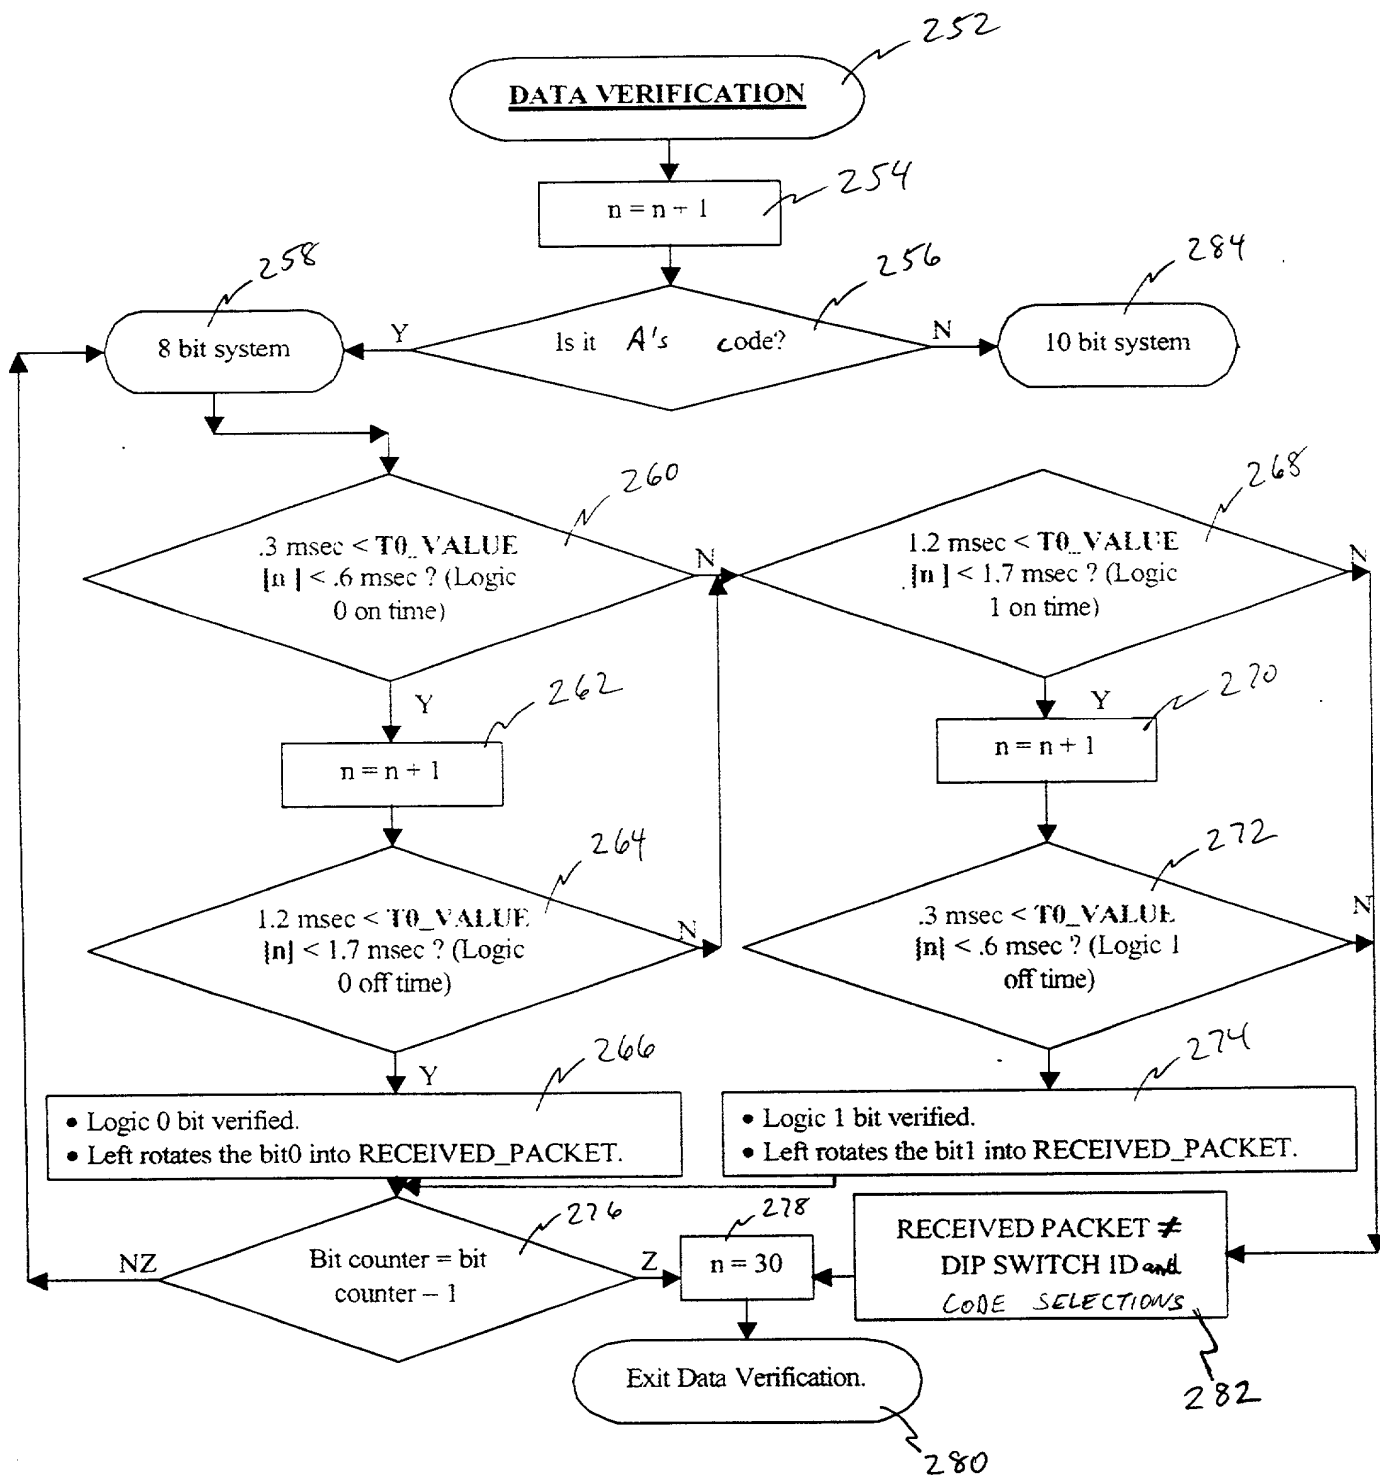 252
DATA VERIFICATION
254
n = n + 1
258
256
284
8 bit system
Y
Is it A's code?
N
10 bit system
260
268
.3 msec < T0_VALUE
[n ] < .6 msec ? (Logic
0 on time)
N
1.2 msec < T0_VALUE
[n ] < 1.7 msec ? (Logic
1 on time)
N
Y
262
Y
270
n = n + 1
n = n + 1
264
272
1.2 msec < T0_VALUE
[n] < 1.7 msec ? (Logic
0 off time)
N
.3 msec < T0_VALUE
[n] < .6 msec ? (Logic 1
off time)
N
Y
266
274
• Logic 0 bit verified.
• Left rotates the bit0 into RECEIVED_PACKET.
• Logic 1 bit verified.
• Left rotates the bit1 into RECEIVED_PACKET.
276
278
NZ
Bit counter = bit
counter – 1
Z
n = 30
RECEIVED PACKET ≠
DIP SWITCH ID and
CODE SELECTIONS
282
Exit Data Verification.
280